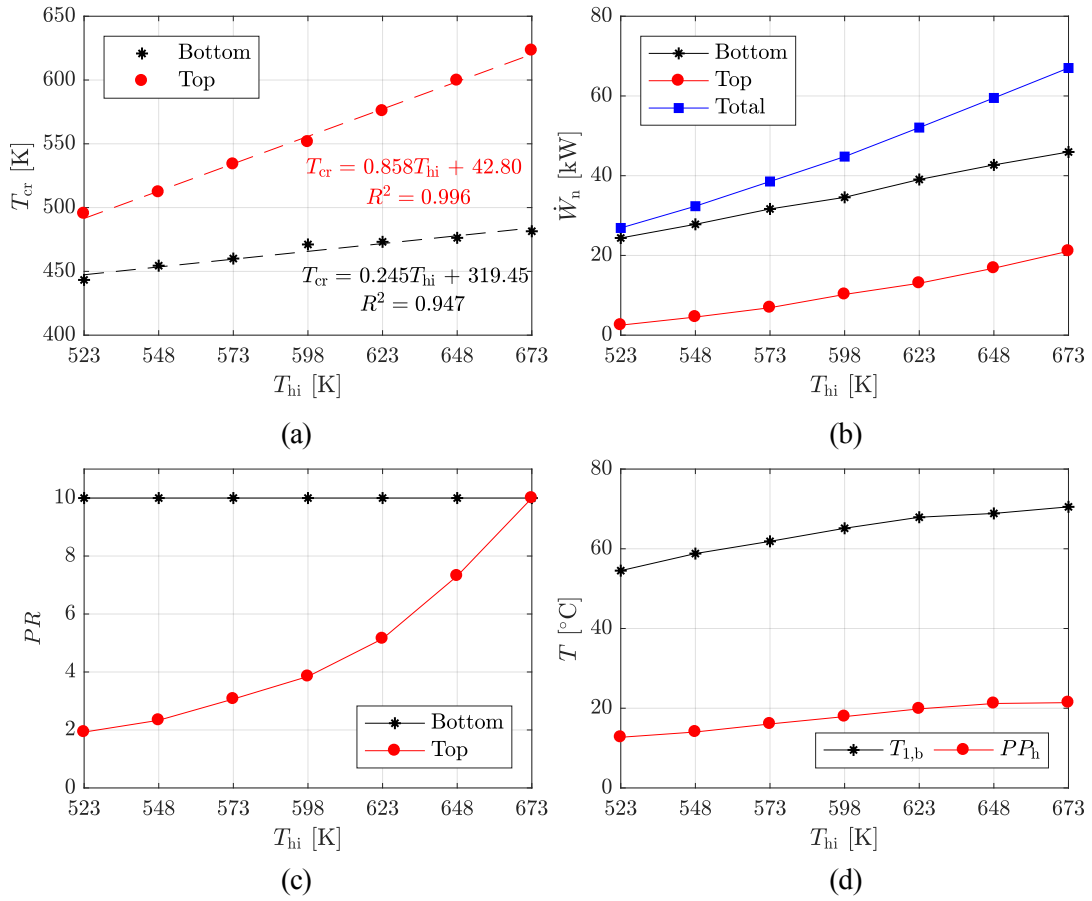 650
600
550
500
450
400
T_cr [K]
Bottom
Top
T_cr = 0.858T_hi + 42.80
R² = 0.996
T_cr = 0.245T_hi + 319.45
R² = 0.947
523 548 573 598 623 648 673
T_hi [K]
(a)
80
60
40
20
0
Ẇ_n [kW]
Bottom
Top
Total
523 548 573 598 623 648 673
T_hi [K]
(b)
10
8
6
4
2
0
PR
Bottom
Top
523 548 573 598 623 648 673
T_hi [K]
(c)
80
60
40
20
0
T [°C]
T_1,b PP_h
523 548 573 598 623 648 673
T_hi [K]
(d)